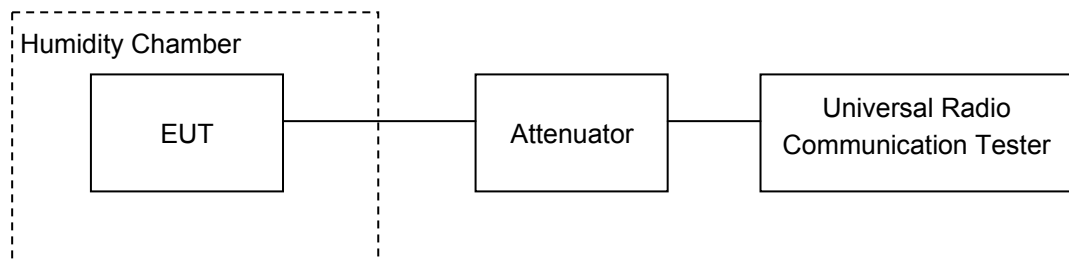 Humidity Chamber
EUT
Attenuator
Universal Radio
Communication Tester